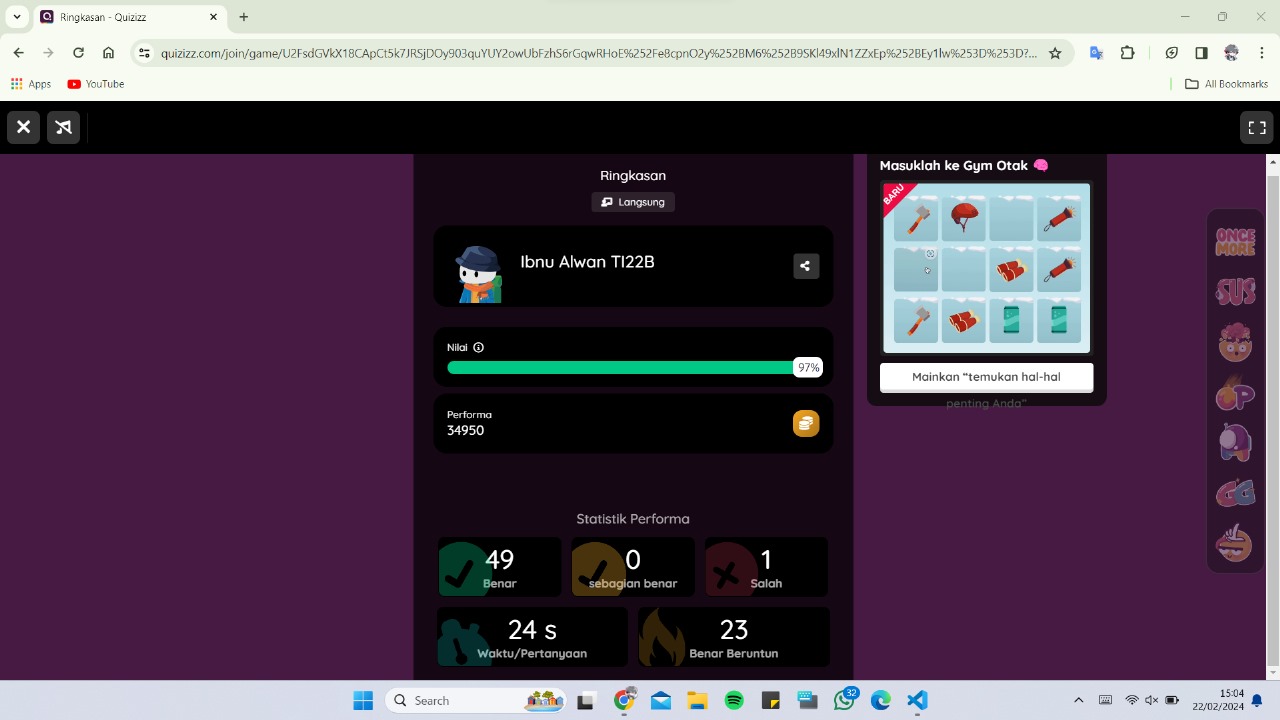 Ringkasan - Quizizz
quizizz.com/join/game/U2FsdGVkX18CApCt5k7JRSjDOy903quYUY2owUbFzhS6rGqwRHoE%252Fe8cpnO2y%252BM6%252B9SKl49xlN1ZZxEp%252BEy1lw%253D%253D?...
Apps
YouTube
All Bookmarks
Ringkasan
Langsung
Ibnu Alwan TI22B
Nilai
97%
Performa
34950
Statistik Performa
49
Benar
0
sebagian benar
1
Salah
24 s
Waktu/Pertanyaan
23
Benar Beruntun
Masuklah ke Gym Otak
BARU
Mainkan “temukan hal-hal
penting Anda”
ONCE
MORE
SUS
OP
GG
Search
32
15:04
22/02/2024